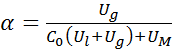 α = U_g / (C_0(U_l + U_g) + U_M)